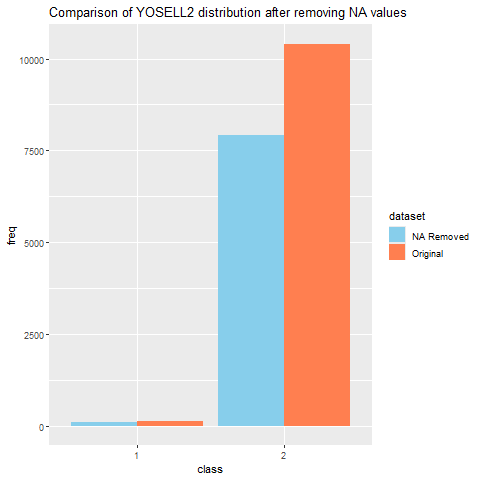 Comparison of YOSELL2 distribution after removing NA values
10000
7500
5000
2500
0
freq
1 2
class
dataset
NA Removed
Original